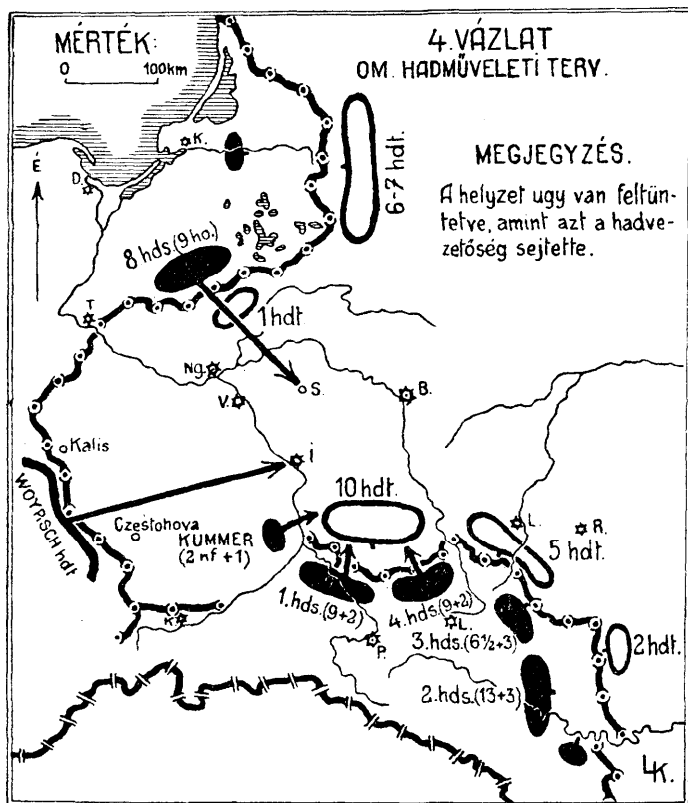 MÉRTÉK:
0 100km
4. VÁZLAT
OM. HADMŰVELETI TERV.
É.
D.
K.
6-7 hdt.
MEGJEGYZÉS.
A helyzet ugy van feltün-
tetve, amint azt a hadve-
zetőség sejtette.
8 hds.(9 ho.)
T
1 hdt.
Ng.
V.
S.
B.
Kalis
i
WOYRSCH hdt
10 hdt.
Częstohova
KUMMER
(2 nf +1)
L.
R.
5 hdt.
1. hds.(9+2)
4. hds.(9+2)
L.
3. hds.(6½+3)
K
P.
2 hdt.
2. hds.(13+3)
LK.